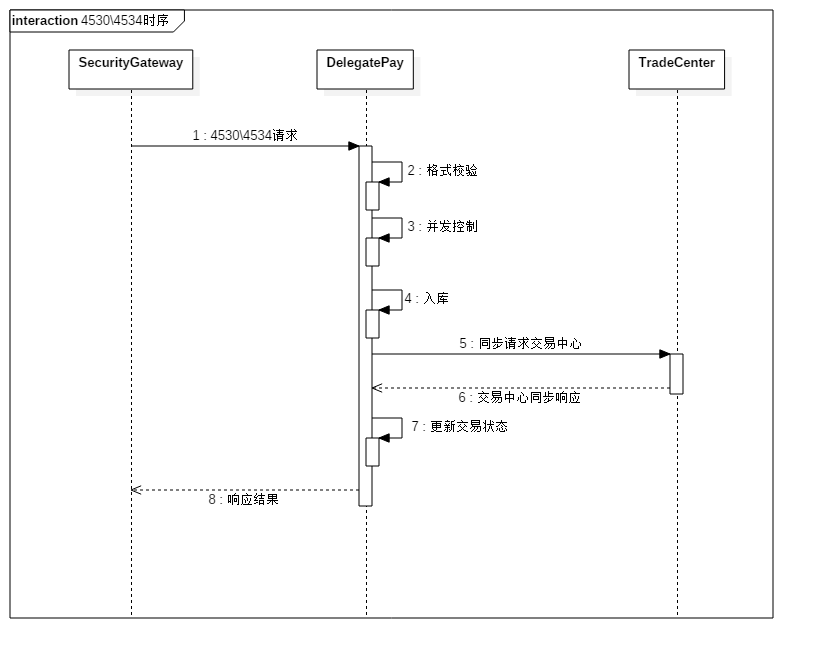 interaction 4530\4534时序
SecurityGateway
DelegatePay
TradeCenter
1 : 4530\4534请求
2 : 格式校验
3 : 并发控制
4 : 入库
5 : 同步请求交易中心
6 : 交易中心同步响应
7 : 更新交易状态
8 : 响应结果